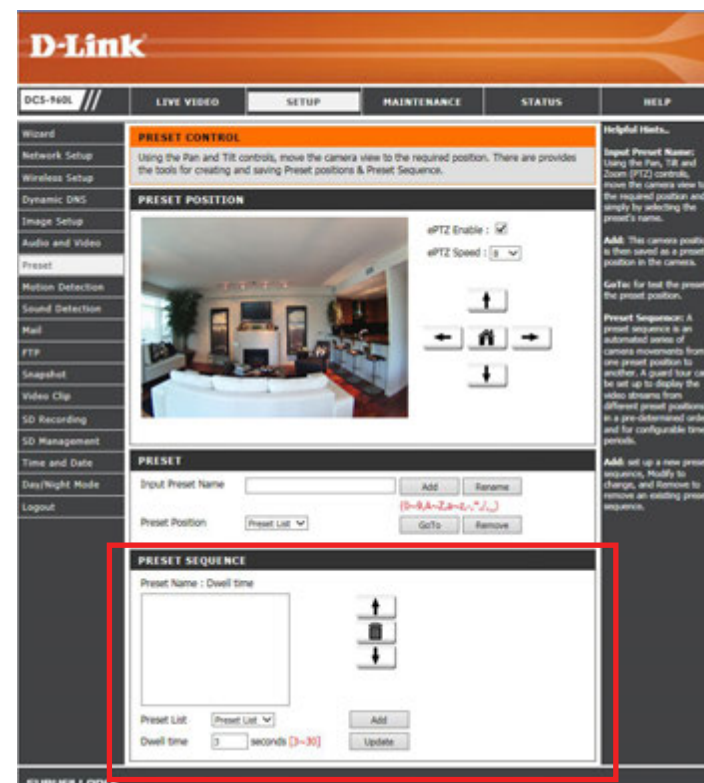 D-Link
DCS-960L
LIVE VIDEO
SETUP
MAINTENANCE
STATUS
HELP
Wizard
Network Setup
Wireless Setup
Dynamic DNS
Image Setup
Audio and Video
Preset
Motion Detection
Sound Detection
Mail
FTP
Snapshot
Video Clip
SD Recording
SD Management
Time and Date
Day/Night Mode
Logout
PRESET CONTROL
Using the Pan and Tilt controls, move the camera view to the required position. There are provides
the tools for creating and saving Preset positions & Preset Sequence.
PRESET POSITION
ePTZ Enable :
ePTZ Speed : 8
PRESET
Input Preset Name
Add
Rename
Preset Position
Preset List
GoTo
Remove
PRESET SEQUENCE
Preset Name : Dwell time
Preset List
Preset List
Add
Dwell time
3
seconds [3~30]
Update
Helpful Hints..
Input Preset Name:
Using the Pan, Tilt and
Zoom (PTZ) controls,
move the camera view to
the required position and
simply by selecting the
preset's name.
Add: This camera positio
is then saved as a preset
position in the camera.
GoTo: for test the preset
the preset position.
Preset Sequence: A
preset sequence is an
automated series of
camera movements from
one preset position to
another. A guard tour ca
be set up to display the
video streams from
different preset positions
in a pre-determined orde
and for configurable time
periods.
Add: set up a new prese
sequence, Modify to
change, and Remove to
remove an existing prese
sequence.